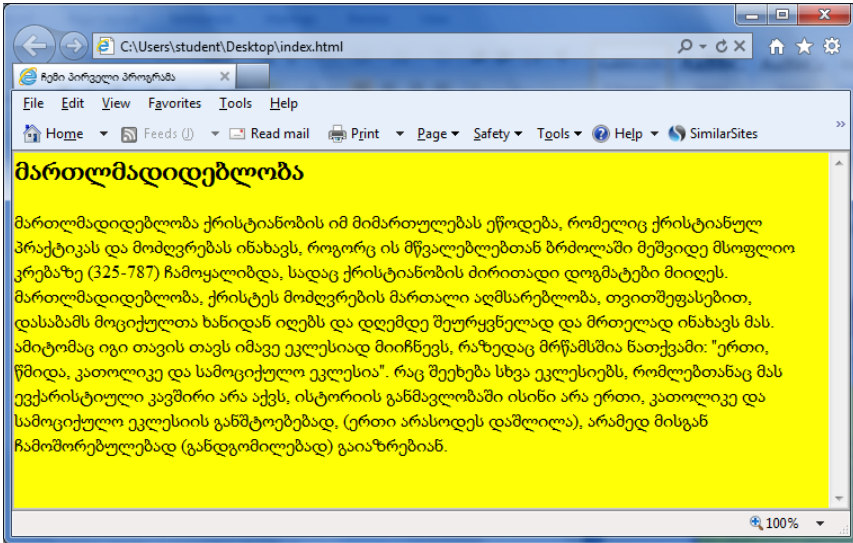 C:\Users\student\Desktop\index.html
ჩემი პირველი პროგრამა
File Edit View Favorites Tools Help
Home Feeds (J) Read mail Print Page Safety Tools Help SimilarSites
მართლმადიდებლობა
მართლმადიდებლობა ქრისტიანობის იმ მიმართულებას ეწოდება, რომელიც ქრისტიანულ
პრაქტიკას და მოძღვრებას ინახავს, როგორც ის მწვალებლებთან ბრძოლაში მეშვიდე მსოფლიო
კრებაზე (325-787) ჩამოყალიბდა, სადაც ქრისტიანობის ძირითადი დოგმატები მიიღეს.
მართლმადიდებლობა, ქრისტეს მოძღვრების მართალი აღმსარებლობა, თვითშეფასებით,
დასაბამს მოციქულთა ხანიდან იღებს და დღემდე შეურყვნელად და მრთელად ინახავს მას.
ამიტომაც იგი თავის თავს იმავე ეკლესიად მიიჩნევს, რაზედაც მრწამსშია ნათქვამი: "ერთი,
წმიდა, კათოლიკე და სამოციქულო ეკლესია". რაც შეეხება სხვა ეკლესიებს, რომლებთანაც მას
ევქარისტიული კავშირი არა აქვს, ისტორიის განმავლობაში ისინი არა ერთი, კათოლიკე და
სამოციქულო ეკლესიის განშტოებებად, (ერთი არასოდეს დაშლილა), არამედ მისგან
ჩამოშორებულებად (განდგომილებად) გაიაზრებიან.
100%